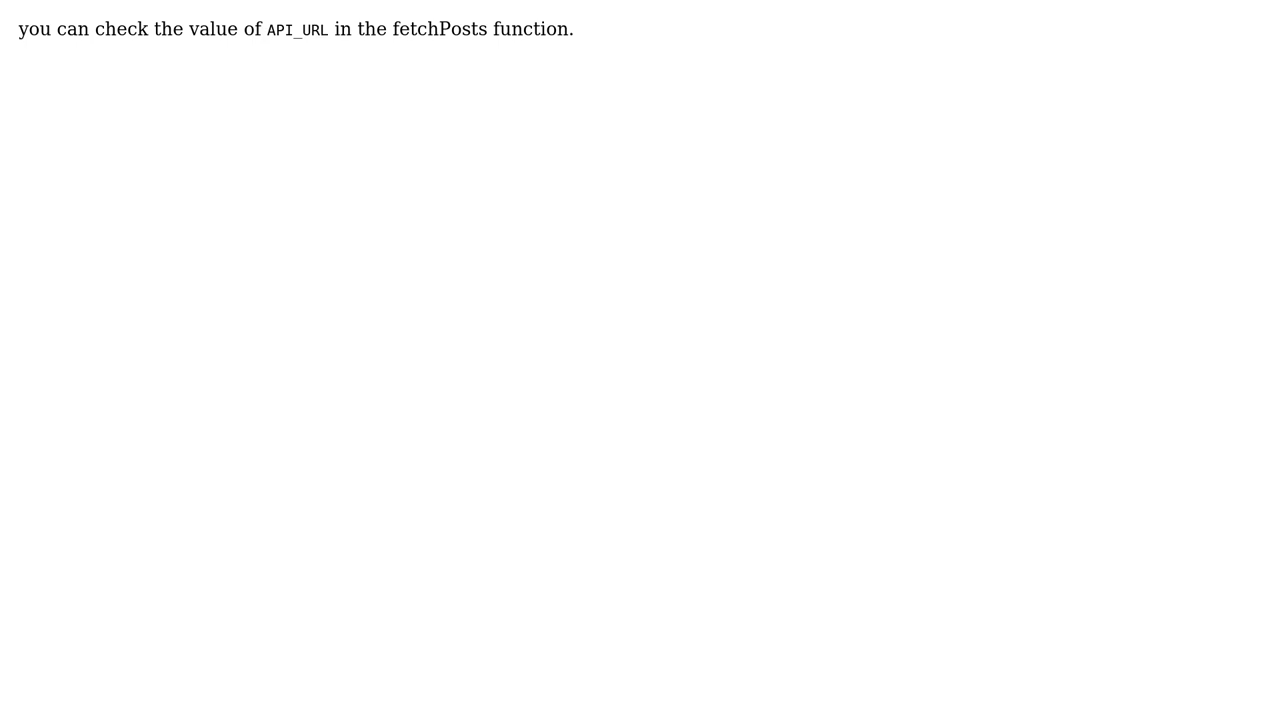 you can check the value of API_URL in the fetchPosts function.